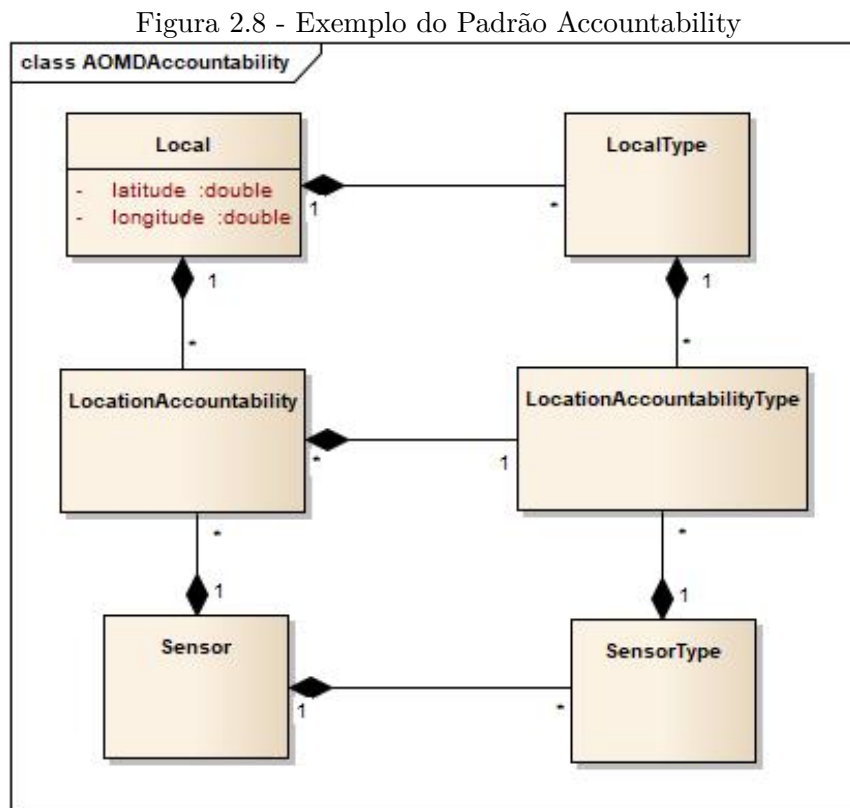 Figura 2.8 - Exemplo do Padrão Accountability
class AOMDAccountability
Local
- latitude :double
- longitude :double
LocalType
1
*
1
*
1
*
LocationAccountability
LocationAccountabilityType
*
1
*
1
*
1
Sensor
SensorType
1
*